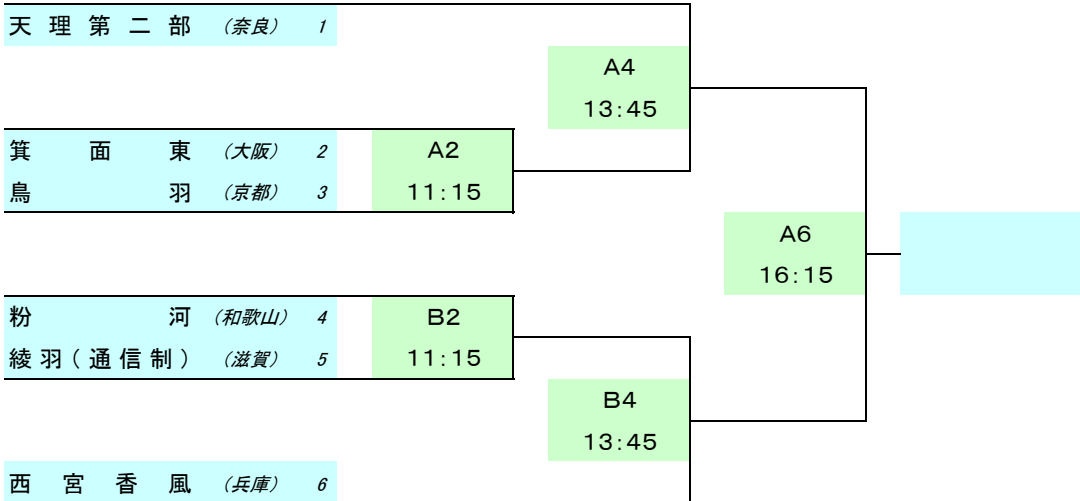 天理第二部 （奈良） 1
A4
13:45
箕面東 （大阪） 2 A2
鳥羽 （京都） 3 11:15
A6
16:15
粉河 （和歌山） 4 B2
綾羽（通信制） （滋賀） 5 11:15
B4
13:45
西宮香風 （兵庫） 6